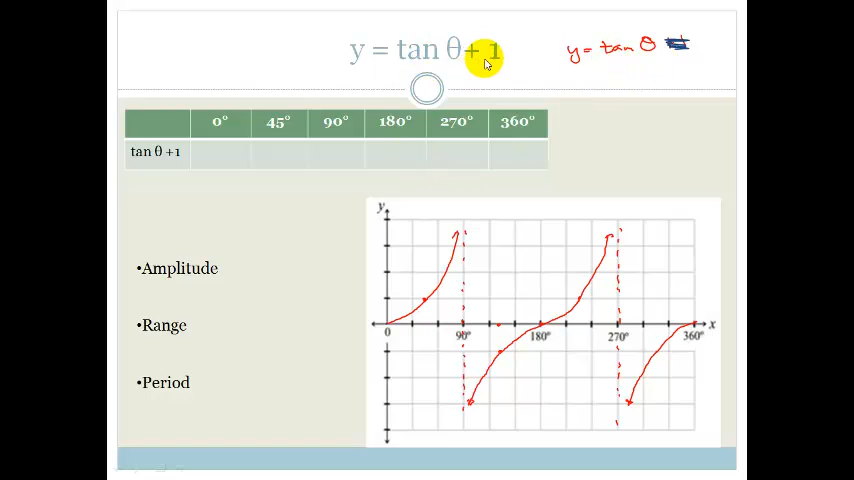 y = tan θ + 1
y = tan θ
0° 45° 90° 180° 270° 360°
tan θ +1
•Amplitude
•Range
•Period
y
0 90° 180° 270° 360° x